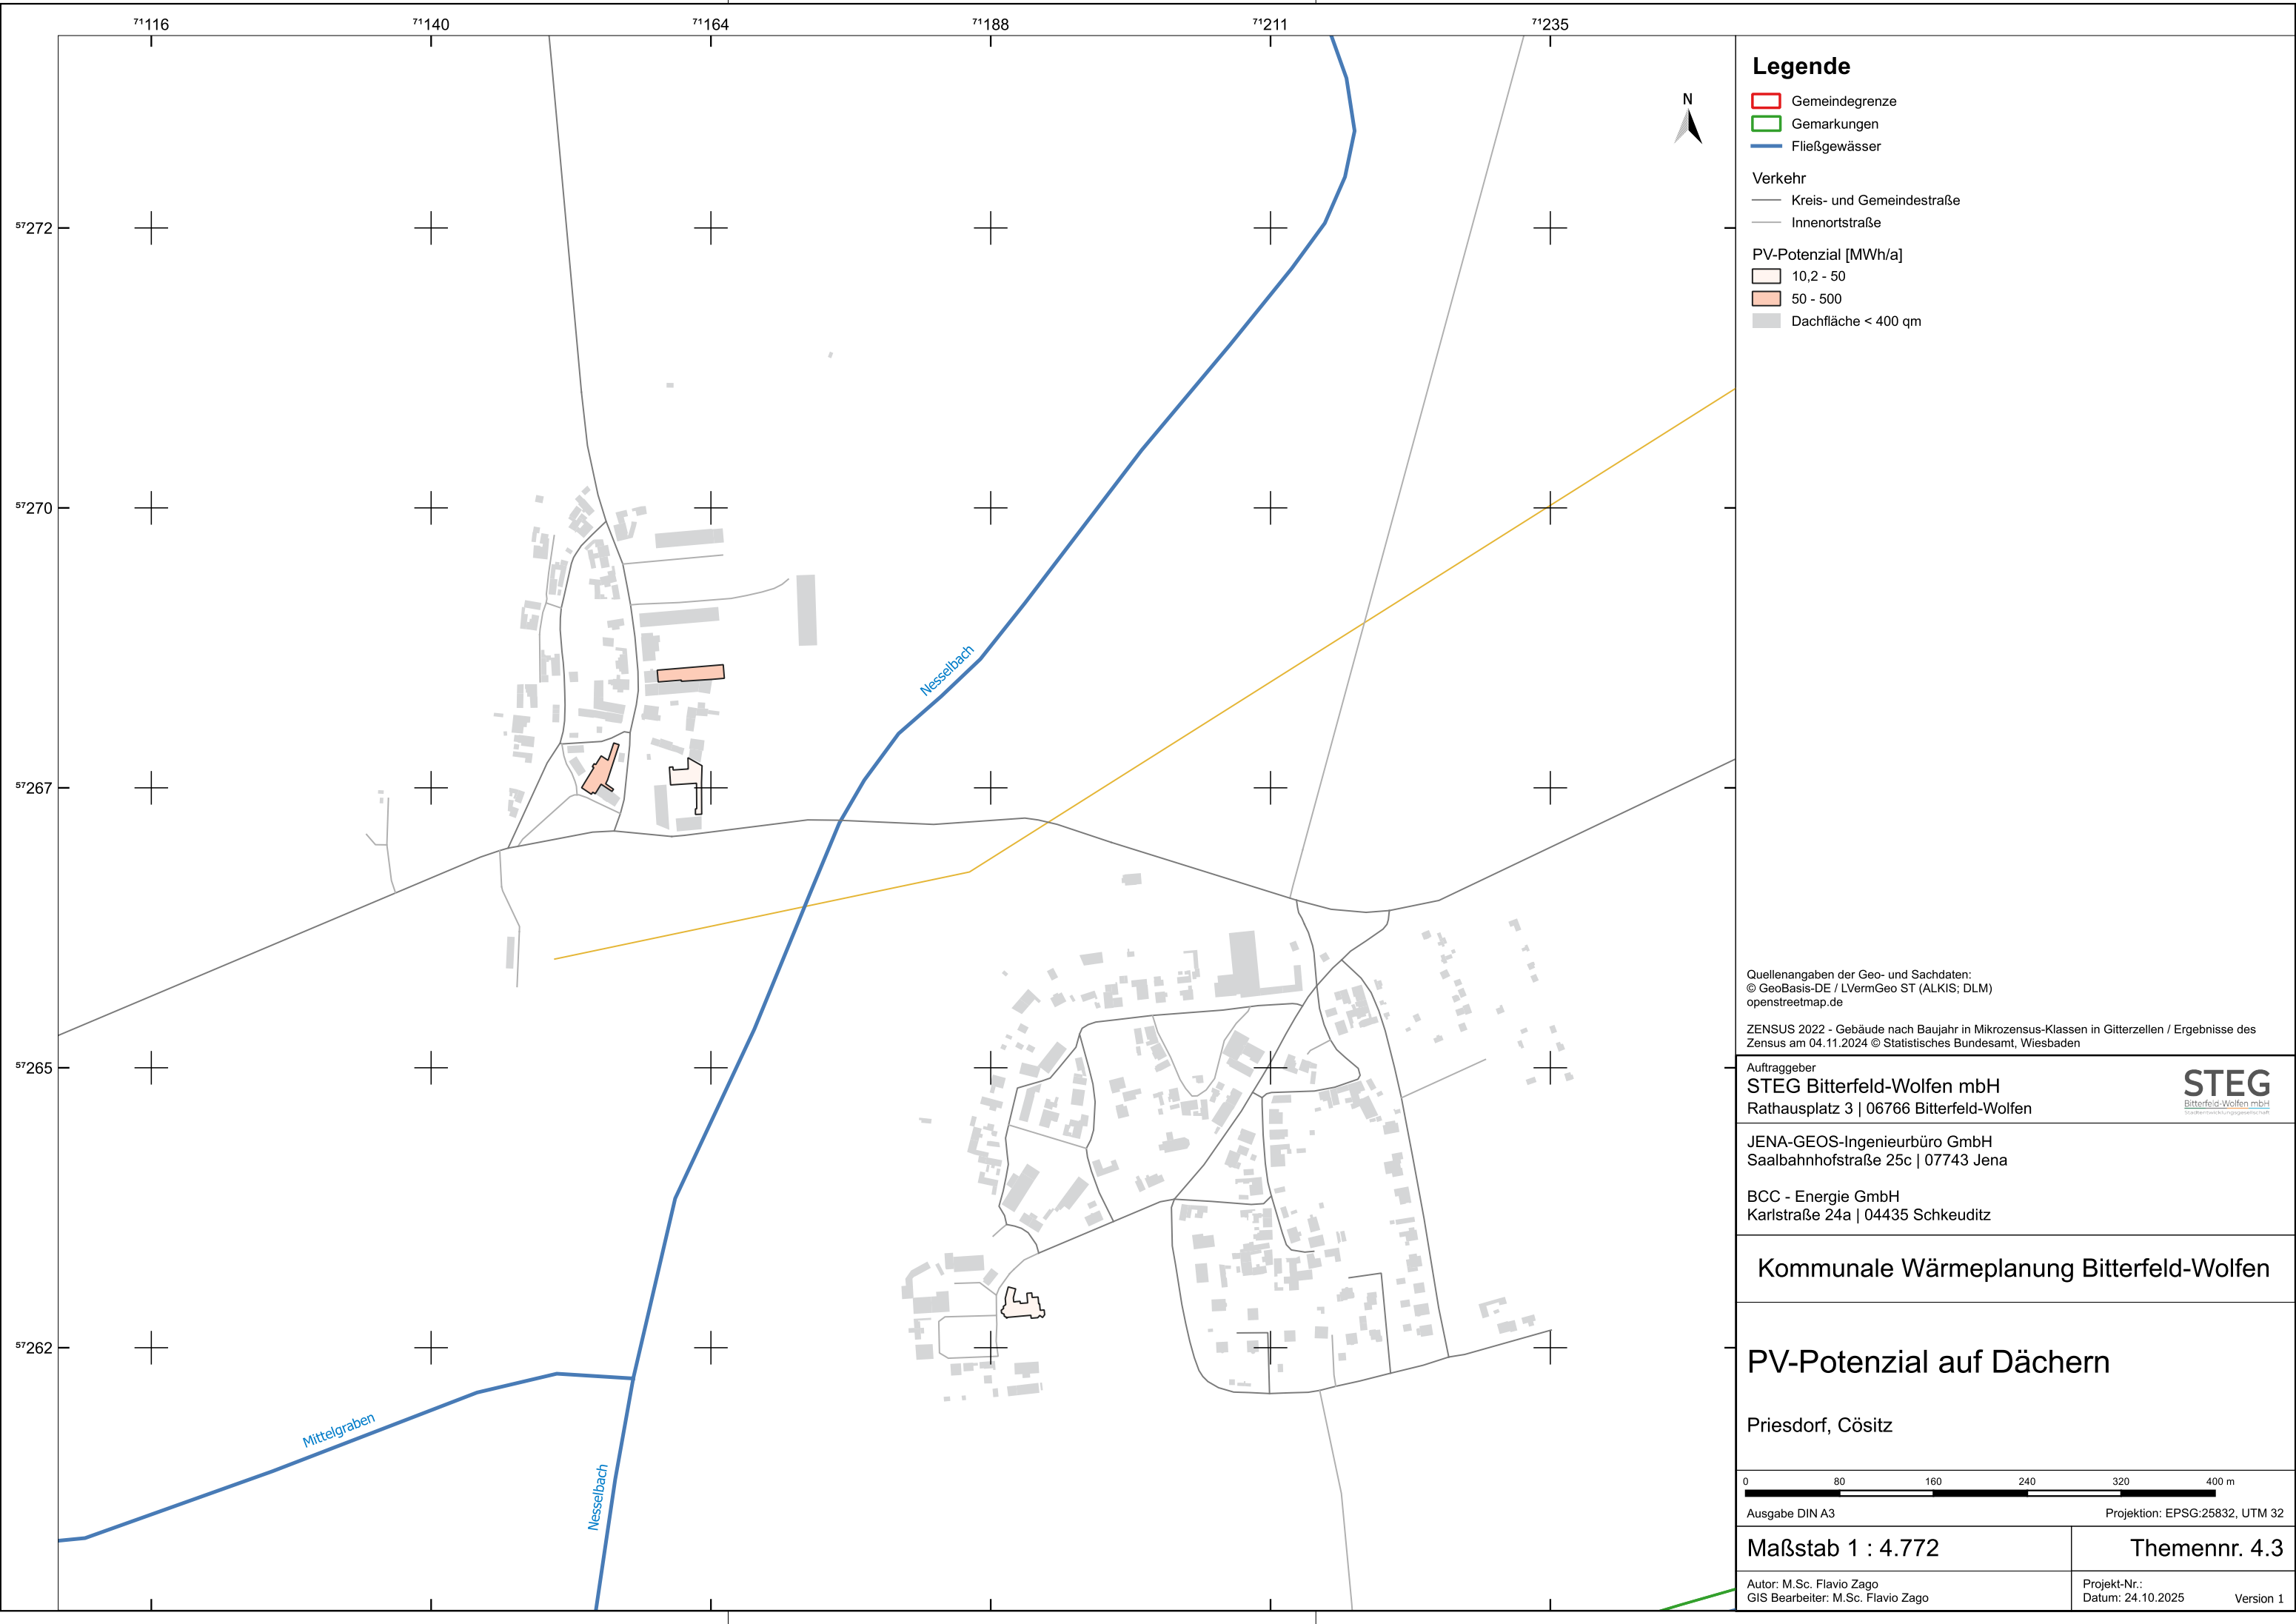 71116 71140 71164 71188 71211 71235
57272
57270
57267
57265
57262
N
Nesselbach
Mittelgraben
Nesselbach
Legende
Gemeindegrenze
Gemarkungen
Fließgewässer
Verkehr
Kreis- und Gemeindestraße
Innenortstraße
PV-Potenzial [MWh/a]
10,2 - 50
50 - 500
Dachfläche < 400 qm
Quellenangaben der Geo- und Sachdaten:
© GeoBasis-DE / LVermGeo ST (ALKIS; DLM)
openstreetmap.de
ZENSUS 2022 - Gebäude nach Baujahr in Mikrozensus-Klassen in Gitterzellen / Ergebnisse des
Zensus am 04.11.2024 © Statistisches Bundesamt, Wiesbaden
Auftraggeber
STEG Bitterfeld-Wolfen mbH
Rathausplatz 3 | 06766 Bitterfeld-Wolfen
STEG
Bitterfeld-Wolfen mbH
Stadtentwicklungsgesellschaft
JENA-GEOS-Ingenieurbüro GmbH
Saalbahnhofstraße 25c | 07743 Jena
BCC - Energie GmbH
Karlstraße 24a | 04435 Schkeuditz
Kommunale Wärmeplanung Bitterfeld-Wolfen
PV-Potenzial auf Dächern
Priesdorf, Cösitz
0 80 160 240 320 400 m
Ausgabe DIN A3 Projektion: EPSG:25832, UTM 32
Maßstab 1 : 4.772 Themennr. 4.3
Autor: M.Sc. Flavio Zago
GIS Bearbeiter: M.Sc. Flavio Zago
Projekt-Nr.:
Datum: 24.10.2025 Version 1